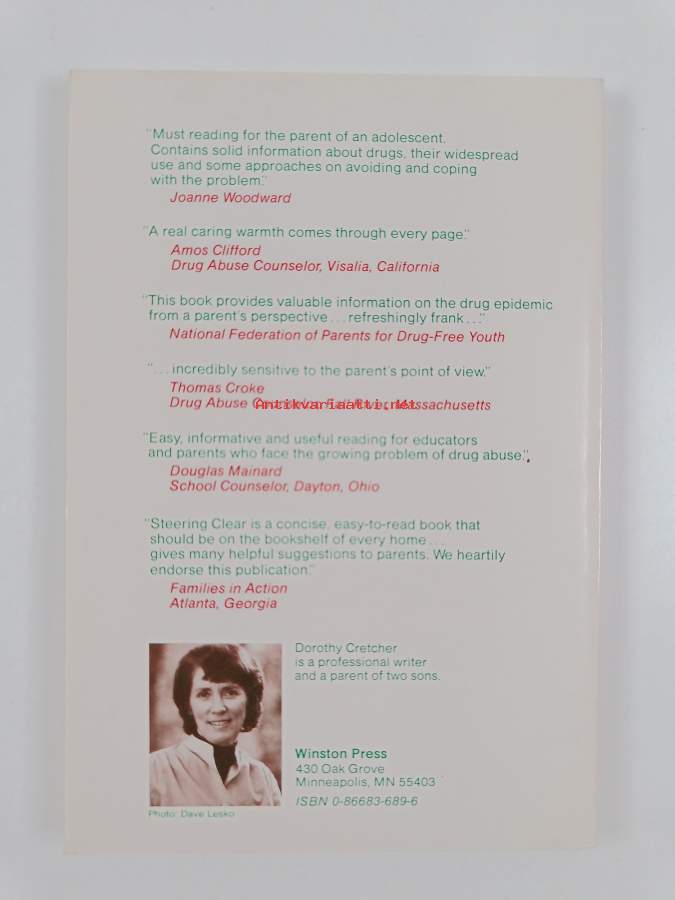 "Must reading for the parent of an adolescent.
Contains solid information about drugs, their widespread
use and some approaches on avoiding and coping
with the problem."
Joanne Woodward
"A real caring warmth comes through every page."
Amos Clifford
Drug Abuse Counselor, Visalia, California
"This book provides valuable information on the drug epidemic
from a parent's perspective ... refreshingly frank ..."
National Federation of Parents for Drug-Free Youth
"... incredibly sensitive to the parent's point of view."
Thomas Croke
Drug Abuse Massachusetts
Antikvariaatti.net
"Easy, informative and useful reading for educators
and parents who face the growing problem of drug abuse."
Douglas Mainard
School Counselor, Dayton, Ohio
"Steering Clear is a concise, easy-to-read book that
should be on the bookshelf of every home ...
gives many helpful suggestions to parents. We heartily
endorse this publication."
Families in Action
Atlanta, Georgia
Dorothy Cretcher
is a professional writer
and a parent of two sons.
Winston Press
430 Oak Grove
Minneapolis, MN 55403
ISBN 0-86683-689-6
Photo: Dave Lesko